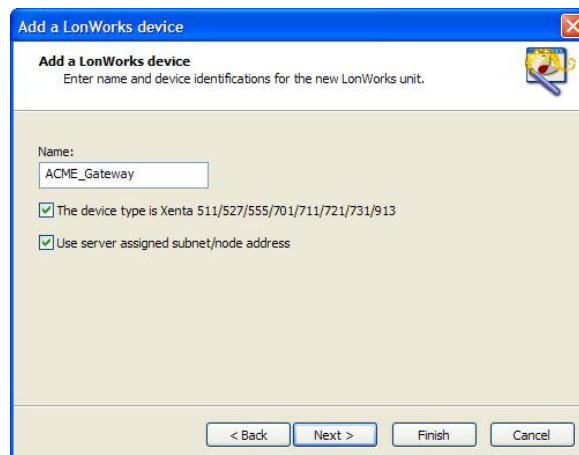 Add a LonWorks device
Add a LonWorks device
Enter name and device identifications for the new LonWorks unit.
Name:
ACME_Gateway
The device type is Xenta 511/527/555/701/711/721/731/913
Use server assigned subnet/node address
< Back
Next >
Finish
Cancel